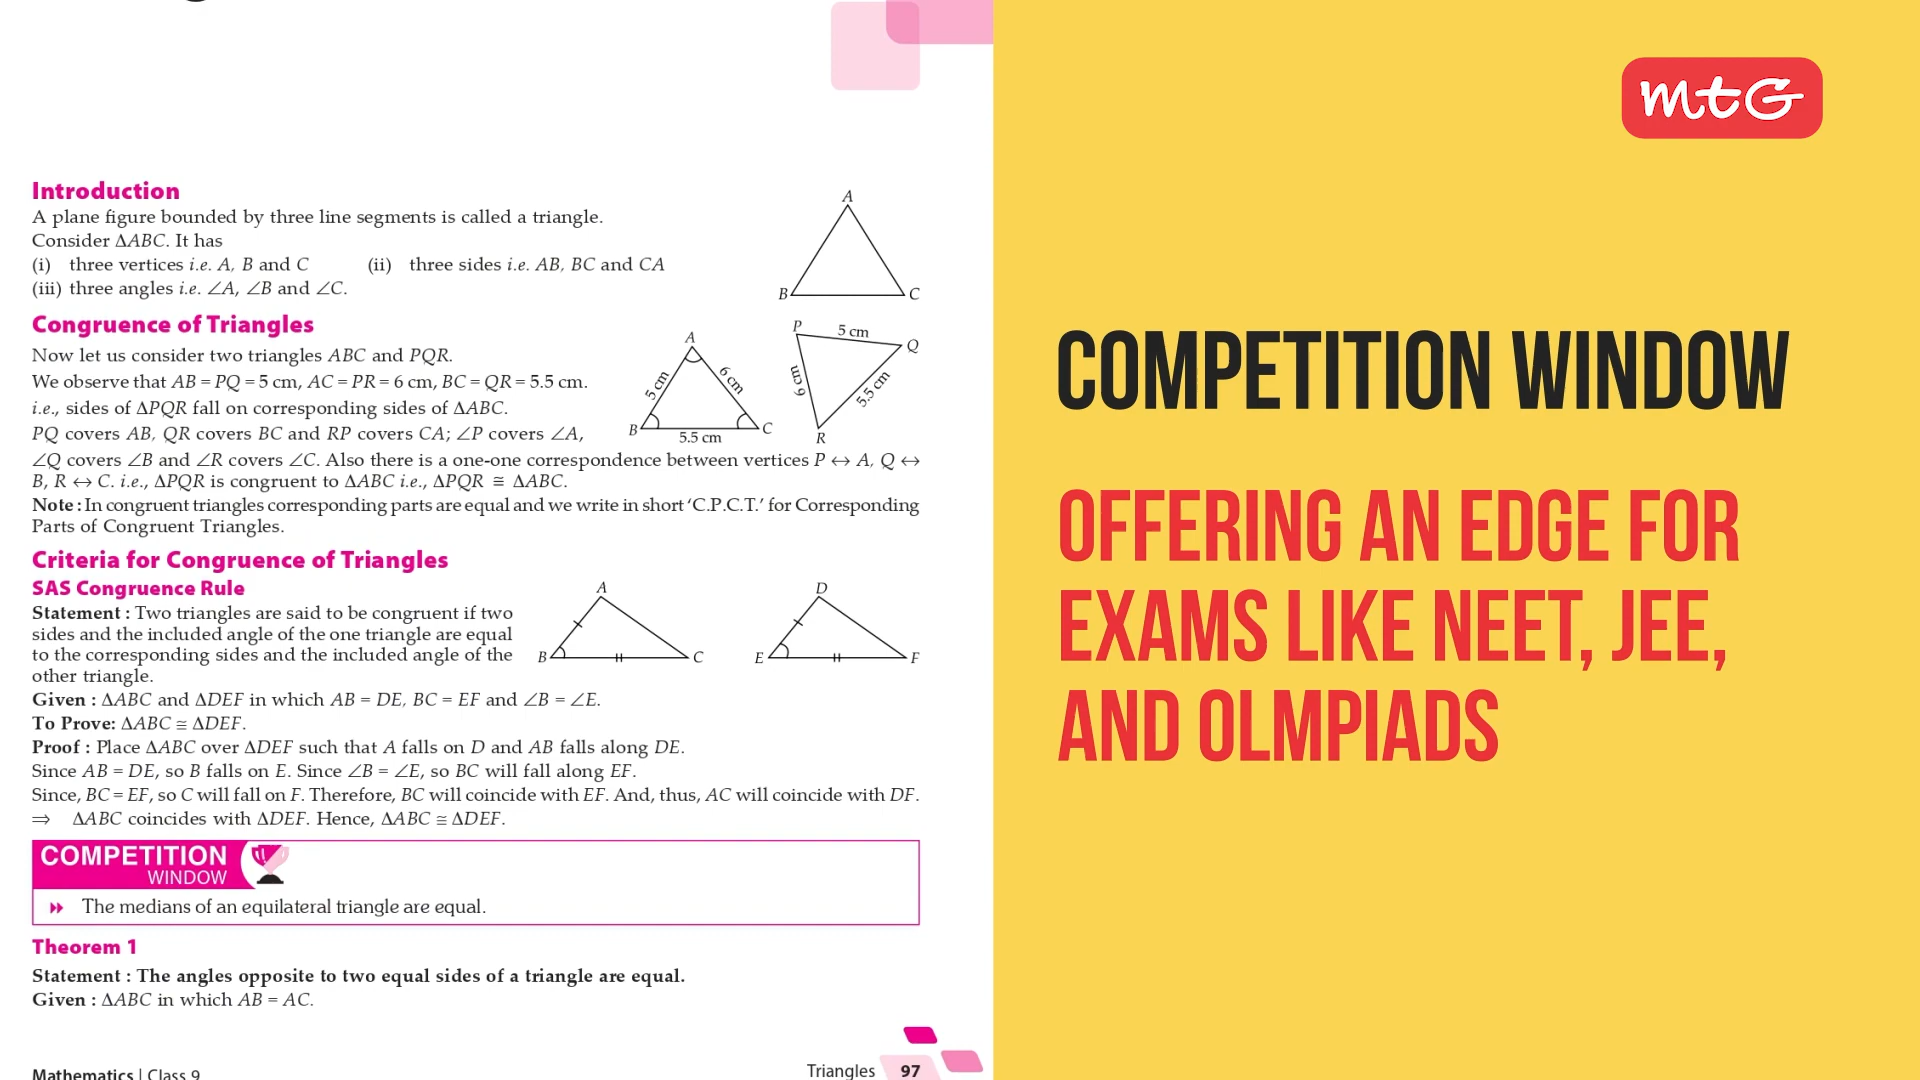 Introduction
A plane figure bounded by three line segments is called a triangle.
Consider ΔABC. It has
(i) three vertices i.e. A, B and C (ii) three sides i.e. AB, BC and CA
(iii) three angles i.e. ∠A, ∠B and ∠C.
A
B
C
Congruence of Triangles
Now let us consider two triangles ABC and PQR.
We observe that AB = PQ = 5 cm, AC = PR = 6 cm, BC = QR = 5.5 cm.
i.e., sides of ΔPQR fall on corresponding sides of ΔABC.
PQ covers AB, QR covers BC and RP covers CA; ∠P covers ∠A,
∠Q covers ∠B and ∠R covers ∠C. Also there is a one-one correspondence between vertices P ↔ A, Q ↔
B, R ↔ C. i.e., ΔPQR is congruent to ΔABC i.e., ΔPQR ≅ ΔABC.
A
5 cm
6 cm
B
C
5.5 cm
P
5 cm
Q
6 cm
5.5 cm
R
Note : In congruent triangles corresponding parts are equal and we write in short ‘C.P.C.T.’ for Corresponding
Parts of Congruent Triangles.
Criteria for Congruence of Triangles
SAS Congruence Rule
Statement : Two triangles are said to be congruent if two
sides and the included angle of the one triangle are equal
to the corresponding sides and the included angle of the
other triangle.
A
B
C
D
E
F
Given : ΔABC and ΔDEF in which AB = DE, BC = EF and ∠B = ∠E.
To Prove: ΔABC ≅ ΔDEF.
Proof : Place ΔABC over ΔDEF such that A falls on D and AB falls along DE.
Since AB = DE, so B falls on E. Since ∠B = ∠E, so BC will fall along EF.
Since, BC = EF, so C will fall on F. Therefore, BC will coincide with EF. And, thus, AC will coincide with DF.
⇒ ΔABC coincides with ΔDEF. Hence, ΔABC ≅ ΔDEF.
COMPETITION
WINDOW
The medians of an equilateral triangle are equal.
Theorem 1
Statement : The angles opposite to two equal sides of a triangle are equal.
Given : ΔABC in which AB = AC.
Mathematics | Class 9
Triangles 97
mtG
COMPETITION WINDOW
OFFERING AN EDGE FOR
EXAMS LIKE NEET, JEE,
AND OLMPIADS